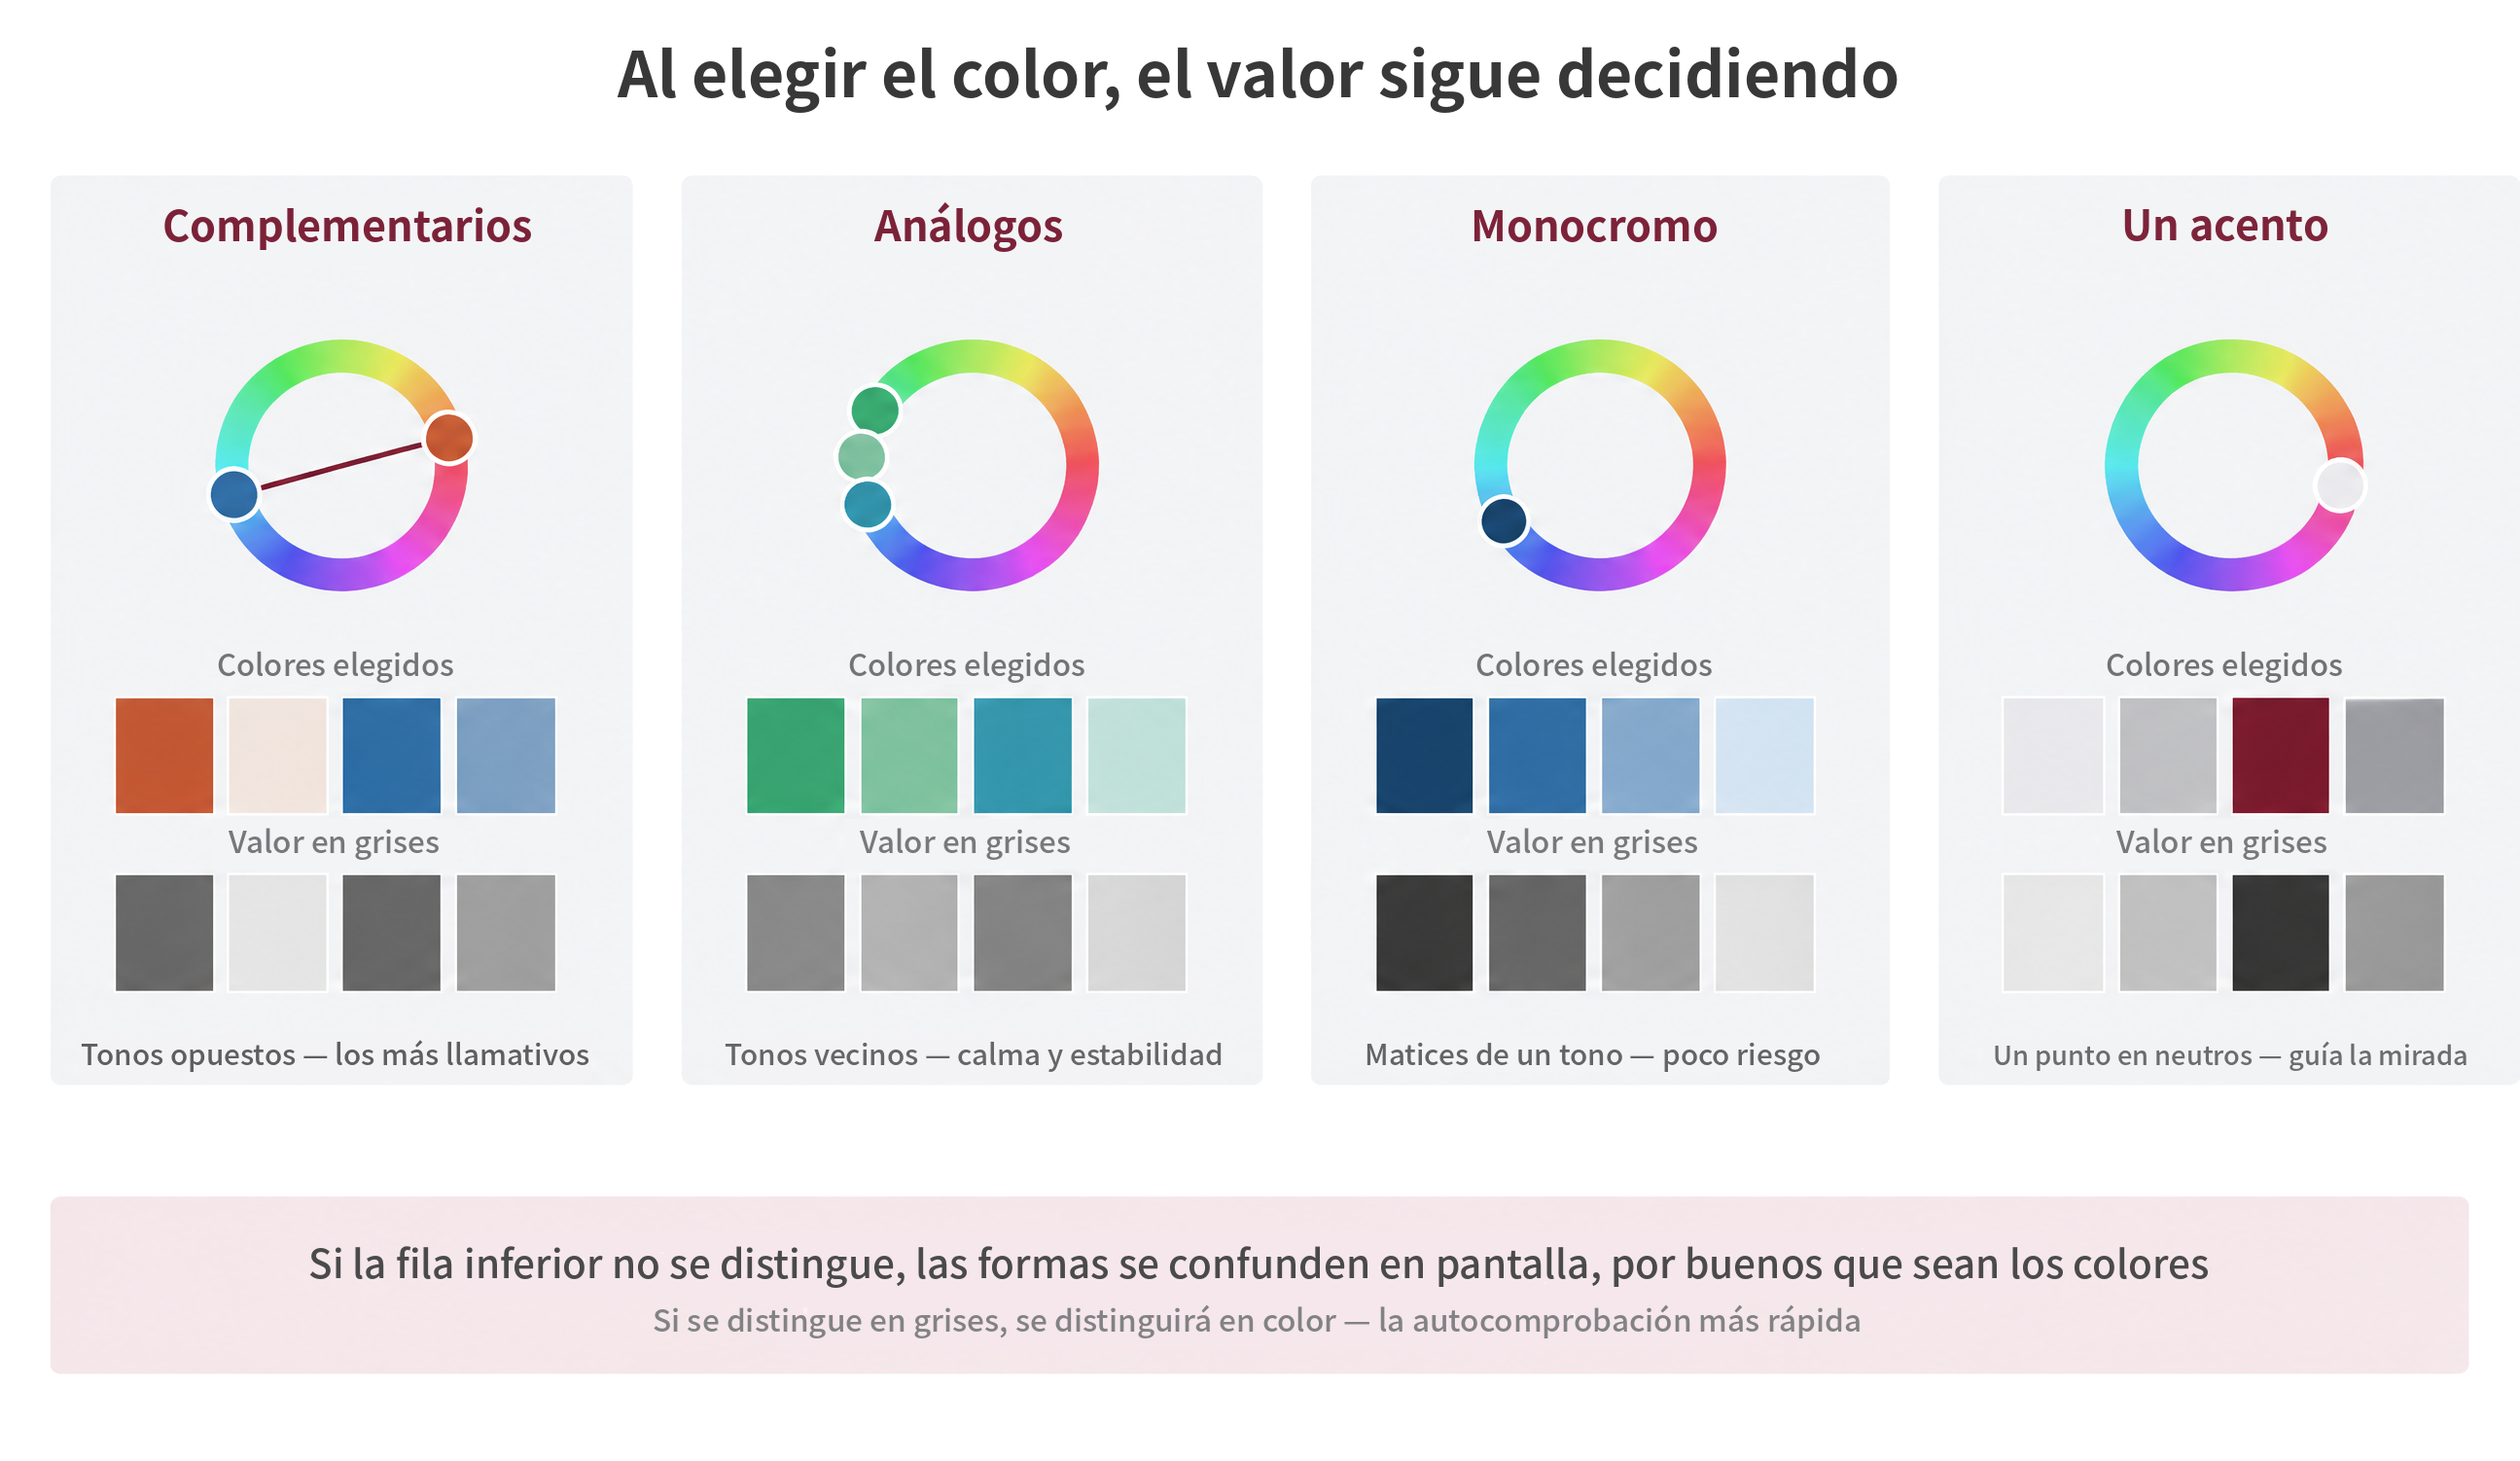 Al elegir el color, el valor sigue decidiendo
Complementarios
Colores elegidos
Valor en grises
Tonos opuestos — los más llamativos
Análogos
Colores elegidos
Valor en grises
Tonos vecinos — calma y estabilidad
Monocromo
Colores elegidos
Valor en grises
Matices de un tono — poco riesgo
Un acento
Colores elegidos
Valor en grises
Un punto en neutros — guía la mirada
Si la fila inferior no se distingue, las formas se confunden en pantalla, por buenos que sean los colores
Si se distingue en grises, se distinguirá en color — la autocomprobación más rápida